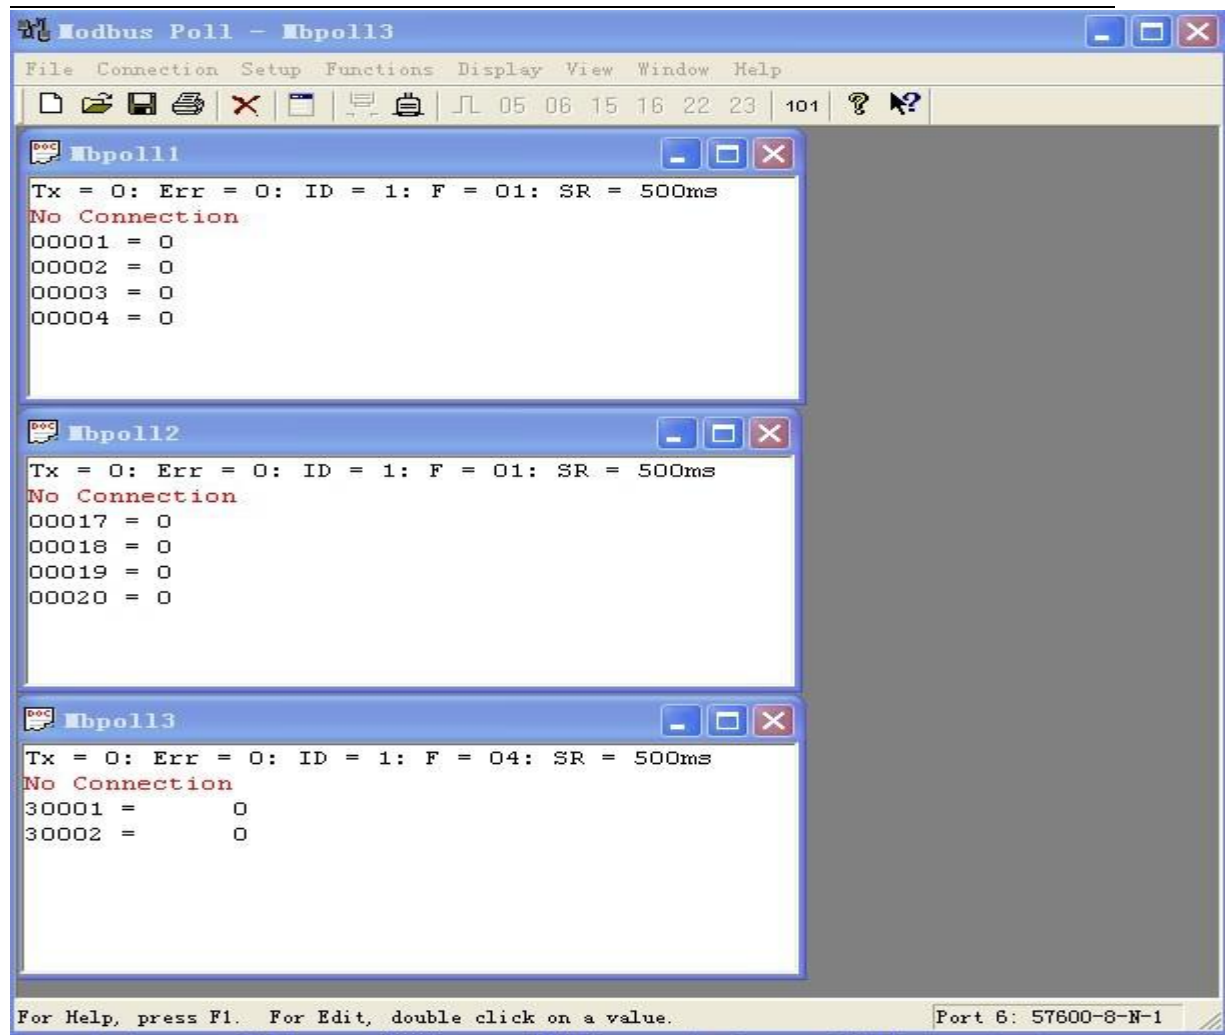 Modbus Poll - Mbpoll3
File Connection Setup Functions Display View Window Help
05 06 15 16 22 23 101
Mbpoll1
Tx = 0: Err = 0: ID = 1: F = 01: SR = 500ms
No Connection
00001 = 0
00002 = 0
00003 = 0
00004 = 0
Mbpoll2
Tx = 0: Err = 0: ID = 1: F = 01: SR = 500ms
No Connection
00017 = 0
00018 = 0
00019 = 0
00020 = 0
Mbpoll3
Tx = 0: Err = 0: ID = 1: F = 04: SR = 500ms
No Connection
30001 = 0
30002 = 0
For Help, press F1. For Edit, double click on a value. Port 6: 57600-8-N-1